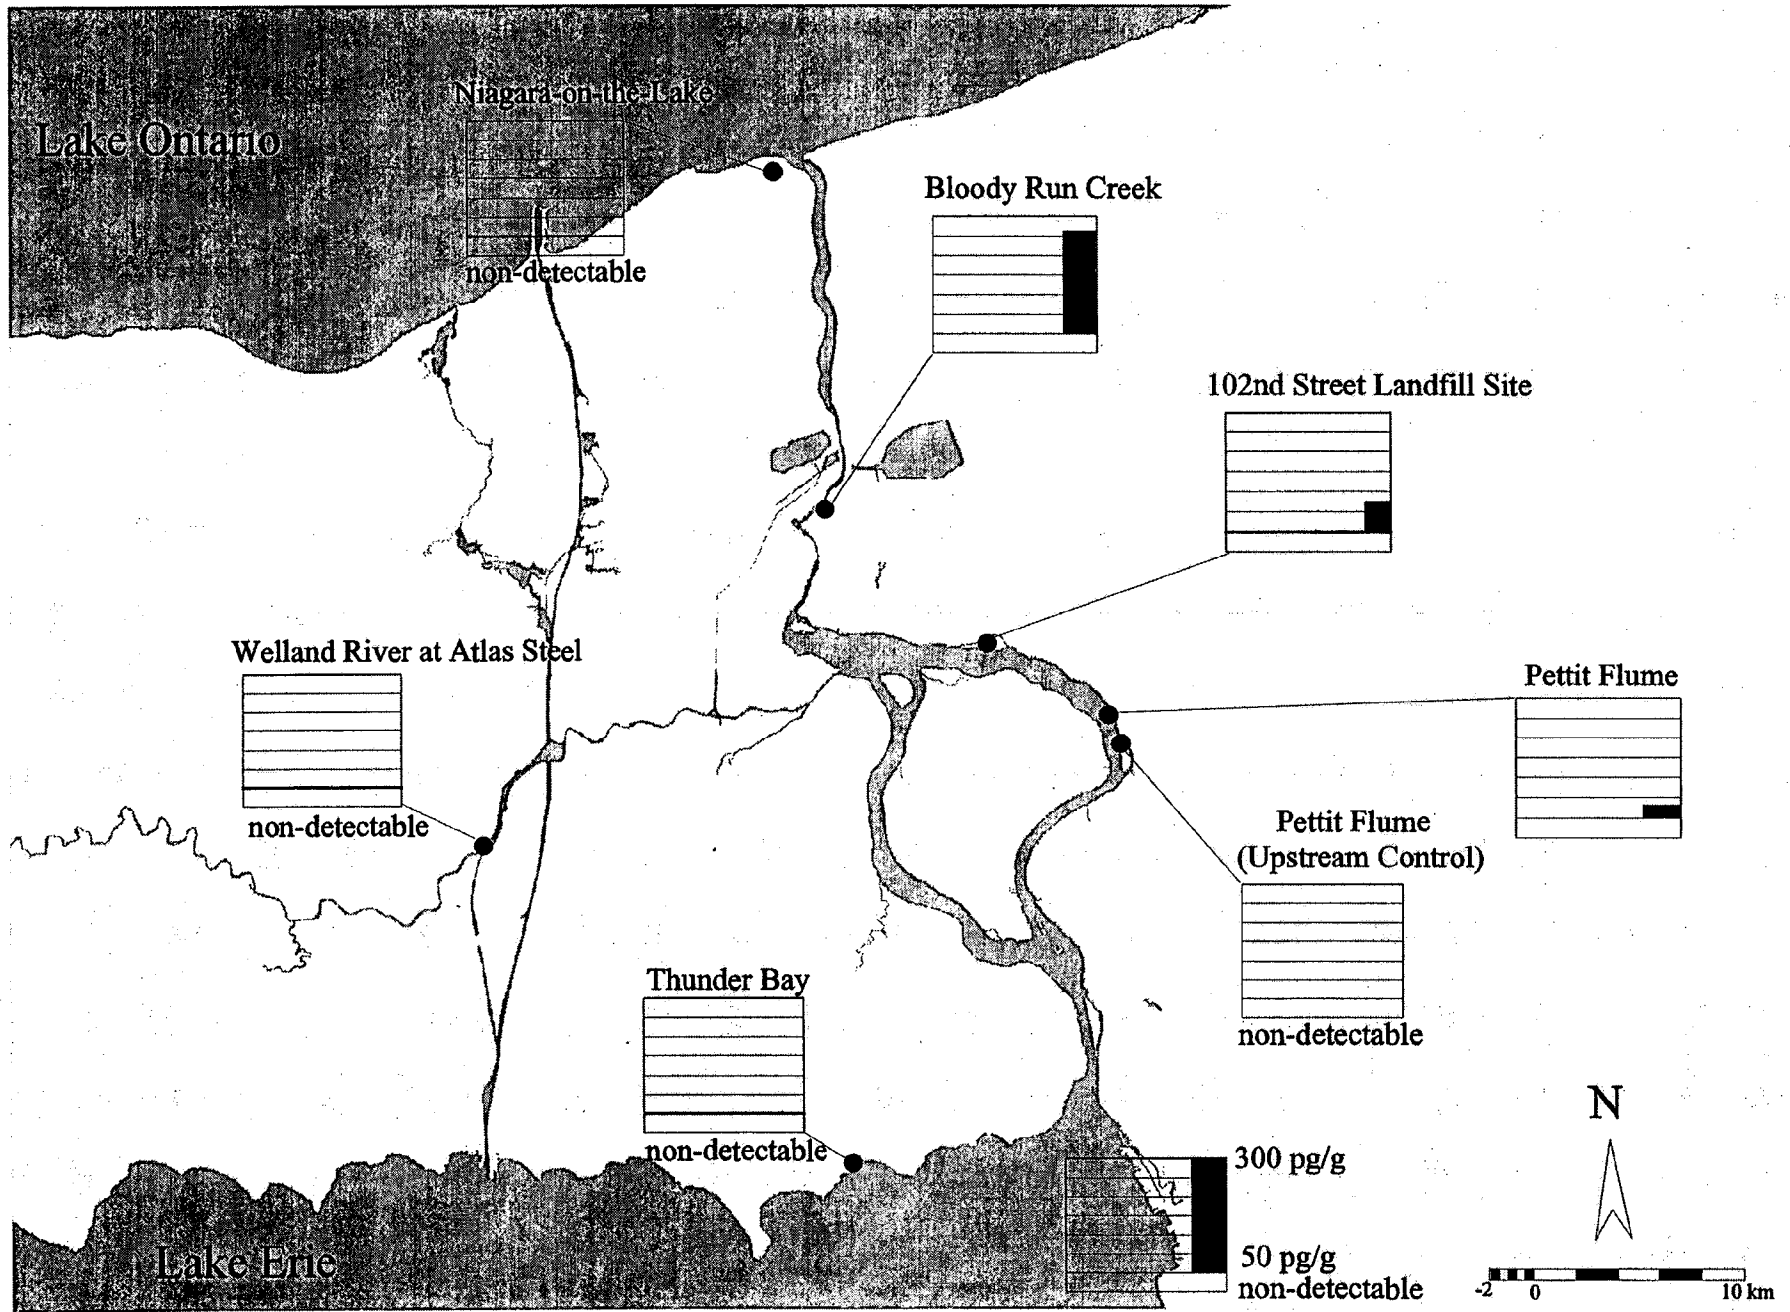 Niagara-on-the-Lake
Lake Ontario
non-detectable
Bloody Run Creek
102nd Street Landfill Site
Welland River at Atlas Steel
non-detectable
Pettit Flume
Pettit Flume
(Upstream Control)
non-detectable
Thunder Bay
non-detectable
Lake Erie
300 pg/g
50 pg/g
non-detectable
N
-2 0 10 km